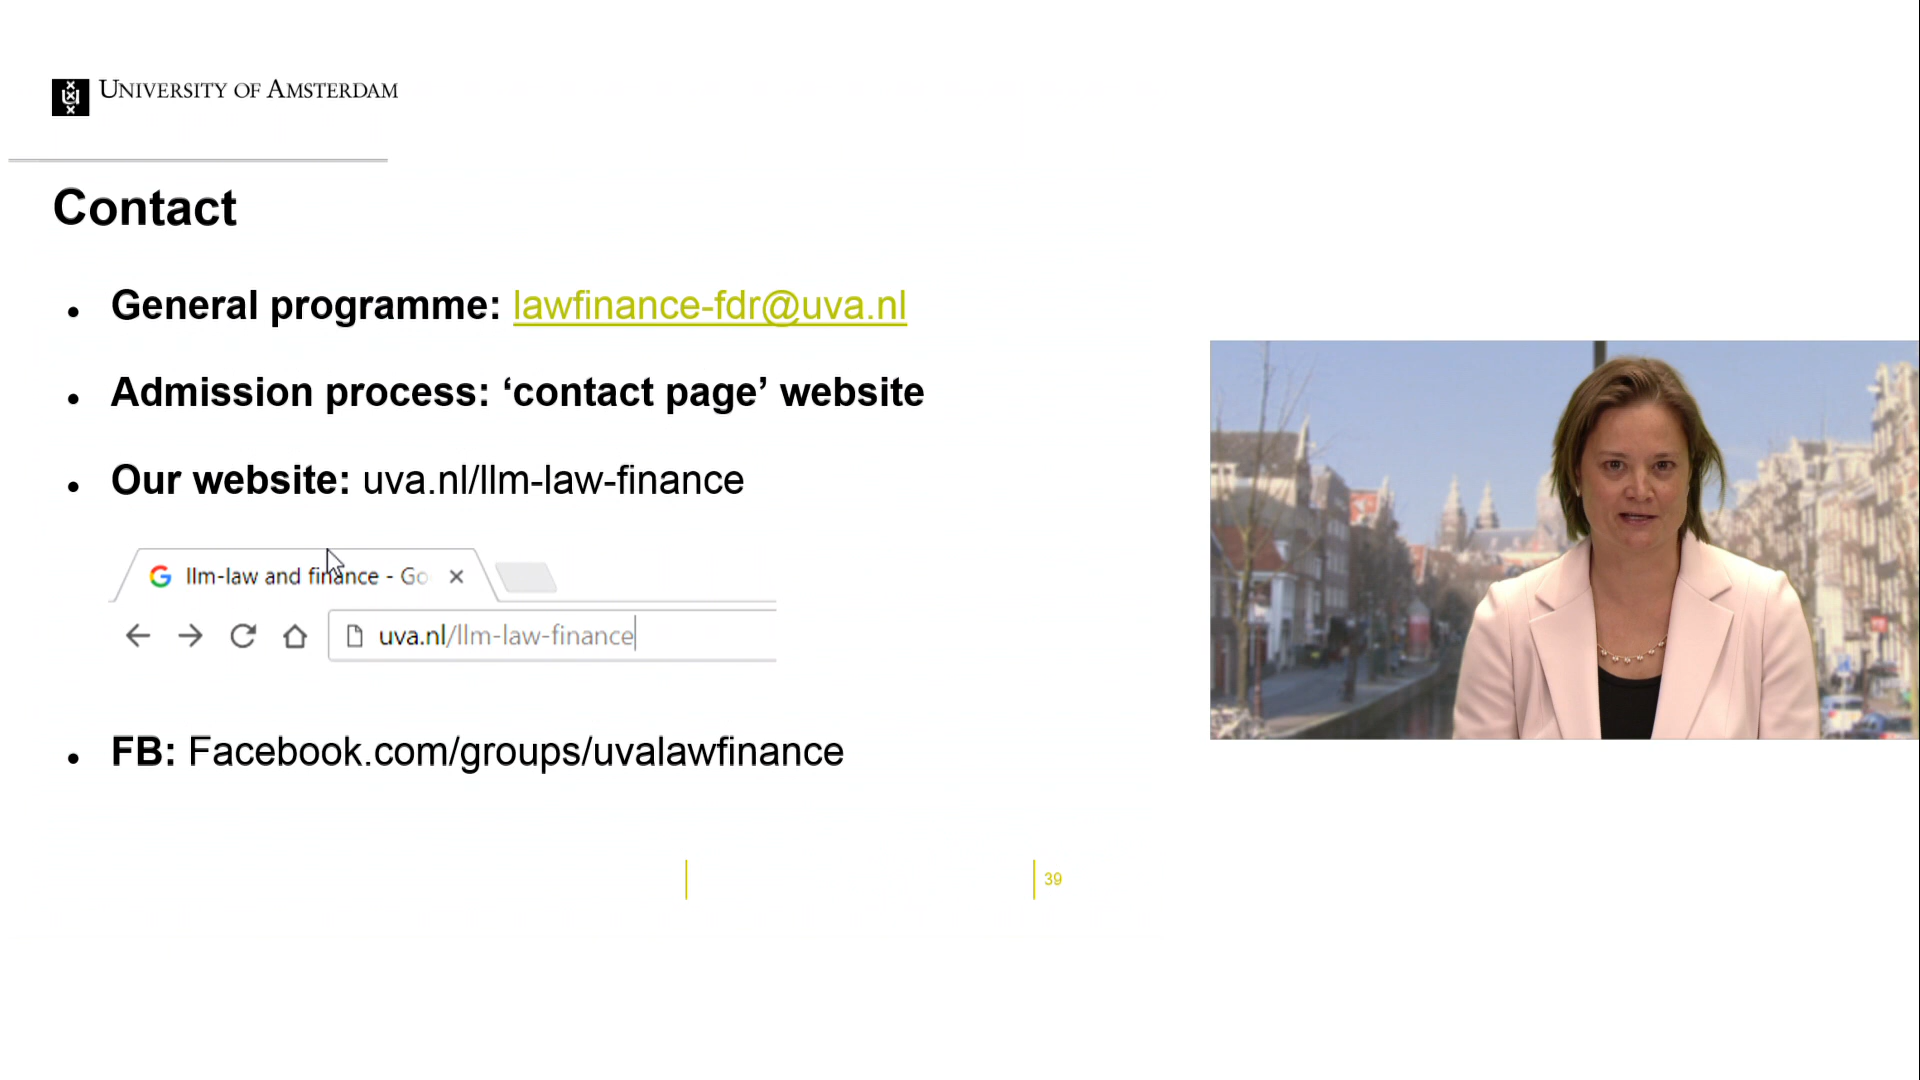 University of Amsterdam
Contact
• General programme: lawfinance-fdr@uva.nl
• Admission process: ‘contact page’ website
• Our website: uva.nl/llm-law-finance
llm-law and finance - Go
uva.nl/llm-law-finance
• FB: Facebook.com/groups/uvalawfinance
39